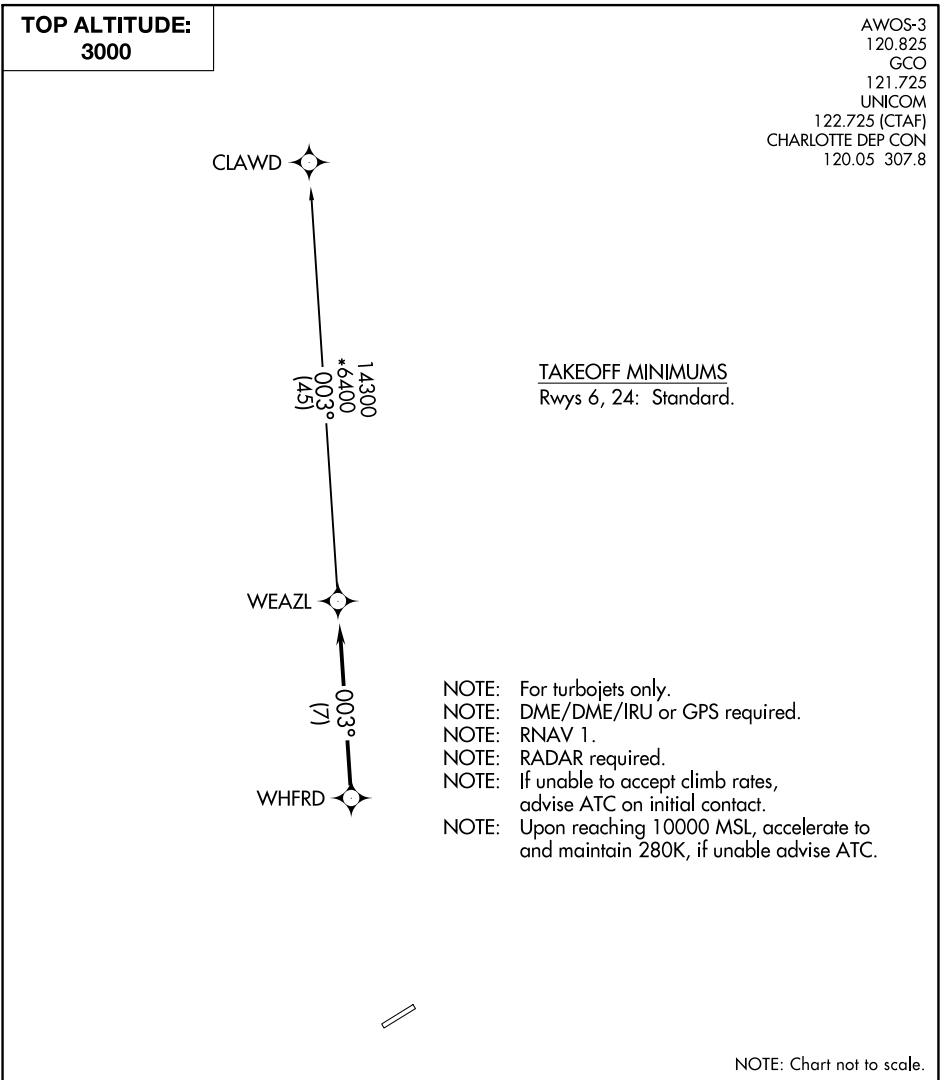 TOP ALTITUDE:
3000
AWOS-3
120.825
GCO
121.725
UNICOM
122.725 (CTAF)
CHARLOTTE DEP CON
120.05 307.8
CLAWD
14300
*6400
003°
(45)
TAKEOFF MINIMUMS
Rwys 6, 24: Standard.
WEAZL
003°
(7)
WHFRD
NOTE: For turbojets only.
NOTE: DME/DME/IRU or GPS required.
NOTE: RNAV 1.
NOTE: RADAR required.
NOTE: If unable to accept climb rates,
advise ATC on initial contact.
NOTE: Upon reaching 10000 MSL, accelerate to
and maintain 280K, if unable advise ATC.
NOTE: Chart not to scale.